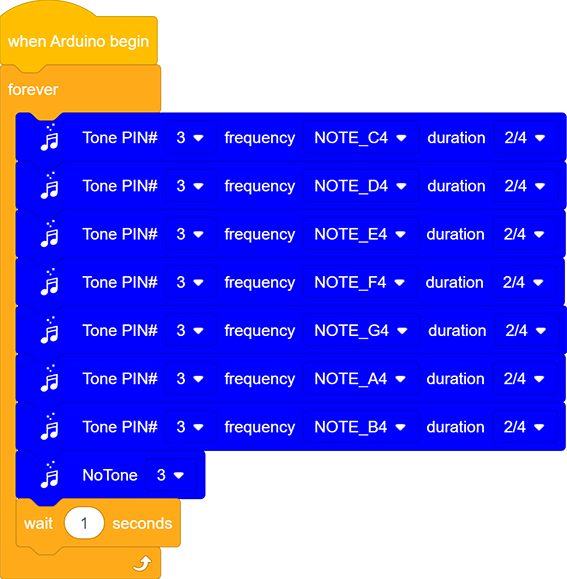 when Arduino begin
forever
Tone PIN# 3 frequency NOTE_C4 duration 2/4
Tone PIN# 3 frequency NOTE_D4 duration 2/4
Tone PIN# 3 frequency NOTE_E4 duration 2/4
Tone PIN# 3 frequency NOTE_F4 duration 2/4
Tone PIN# 3 frequency NOTE_G4 duration 2/4
Tone PIN# 3 frequency NOTE_A4 duration 2/4
Tone PIN# 3 frequency NOTE_B4 duration 2/4
NoTone 3
wait 1 seconds